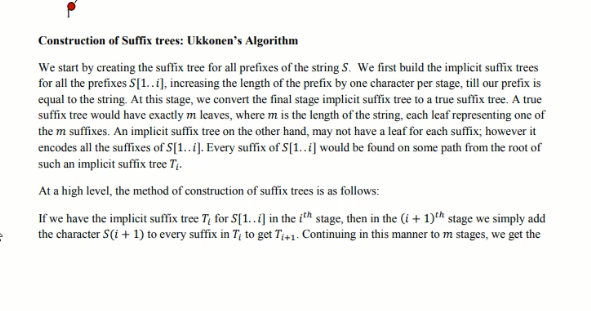 Construction of Suffix trees: Ukkonen's Algorithm
We start by creating the suffix tree for all prefixes of the string S. We first build the implicit suffix trees
for all the prefixes S[1..i], increasing the length of the prefix by one character per stage, till our prefix is
equal to the string. At this stage, we convert the final stage implicit suffix tree to a true suffix tree. A true
suffix tree would have exactly m leaves, where m is the length of the string, each leaf representing one of
the m suffixes. An implicit suffix tree on the other hand, may not have a leaf for each suffix; however it
encodes all the suffixes of S[1..i]. Every suffix of S[1..i] would be found on some path from the root of
such an implicit suffix tree Tᵢ.
At a high level, the method of construction of suffix trees is as follows:
If we have the implicit suffix tree Tᵢ for S[1..i] in the iᵗʰ stage, then in the (i + 1)ᵗʰ stage we simply add
the character S(i + 1) to every suffix in Tᵢ to get Tᵢ₊₁. Continuing in this manner to m stages, we get the